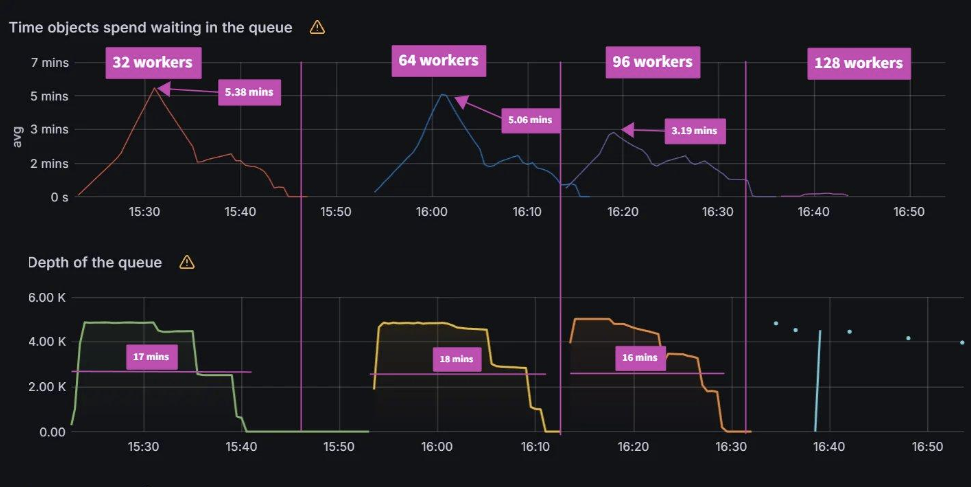 Time objects spend waiting in the queue
32 workers
64 workers
96 workers
128 workers
7 mins
5 mins
3 mins
2 mins
0 s
avg
5.38 mins
5.06 mins
3.19 mins
15:30
15:40
15:50
16:00
16:10
16:20
16:30
16:40
16:50
Depth of the queue
6.00 K
4.00 K
2.00 K
0.00
17 mins
18 mins
16 mins
15:30
15:40
15:50
16:00
16:10
16:20
16:30
16:40
16:50